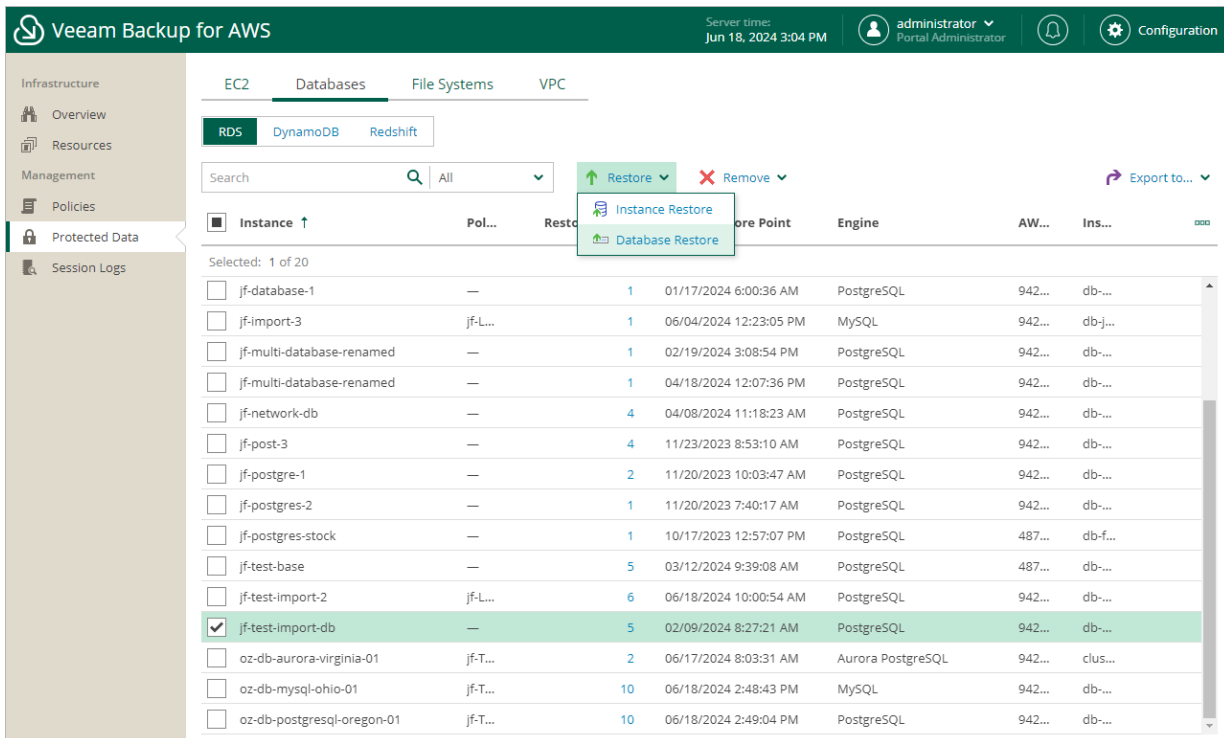 Veeam Backup for AWS
Server time:
Jun 18, 2024 3:04 PM
administrator
Portal Administrator
Configuration
Infrastructure
Overview
Resources
Management
Policies
Protected Data
Session Logs
EC2 Databases File Systems VPC
RDS DynamoDB Redshift
Search All Restore Remove Export to...
Instance Restore
Database Restore
Instance Pol... Resto ore Point Engine AW... Ins...
Selected: 1 of 20
jf-database-1 — 1 01/17/2024 6:00:36 AM PostgreSQL 942... db-...
jf-import-3 jf-L... 1 06/04/2024 12:23:05 PM MySQL 942... db-j...
jf-multi-database-renamed — 1 02/19/2024 3:08:54 PM PostgreSQL 942... db-...
jf-multi-database-renamed — 1 04/18/2024 12:07:36 PM PostgreSQL 942... db-...
jf-network-db — 4 04/08/2024 11:18:23 AM PostgreSQL 942... db-...
jf-post-3 — 4 11/23/2023 8:53:10 AM PostgreSQL 942... db-...
jf-postgre-1 — 2 11/20/2023 10:03:47 AM PostgreSQL 942... db-...
jf-postgres-2 — 1 11/20/2023 7:40:17 AM PostgreSQL 942... db-...
jf-postgres-stock — 1 10/17/2023 12:57:07 PM PostgreSQL 487... db-f...
jf-test-base — 5 03/12/2024 9:39:08 AM PostgreSQL 487... db-...
jf-test-import-2 jf-L... 6 06/18/2024 10:00:54 AM PostgreSQL 942... db-...
jf-test-import-db — 5 02/09/2024 8:27:21 AM PostgreSQL 942... db-...
oz-db-aurora-virginia-01 jf-T... 2 06/17/2024 8:03:31 AM Aurora PostgreSQL 942... clus...
oz-db-mysql-ohio-01 jf-T... 10 06/18/2024 2:48:43 PM MySQL 942... db-...
oz-db-postgresql-oregon-01 jf-T... 10 06/18/2024 2:49:04 PM PostgreSQL 942... db-...